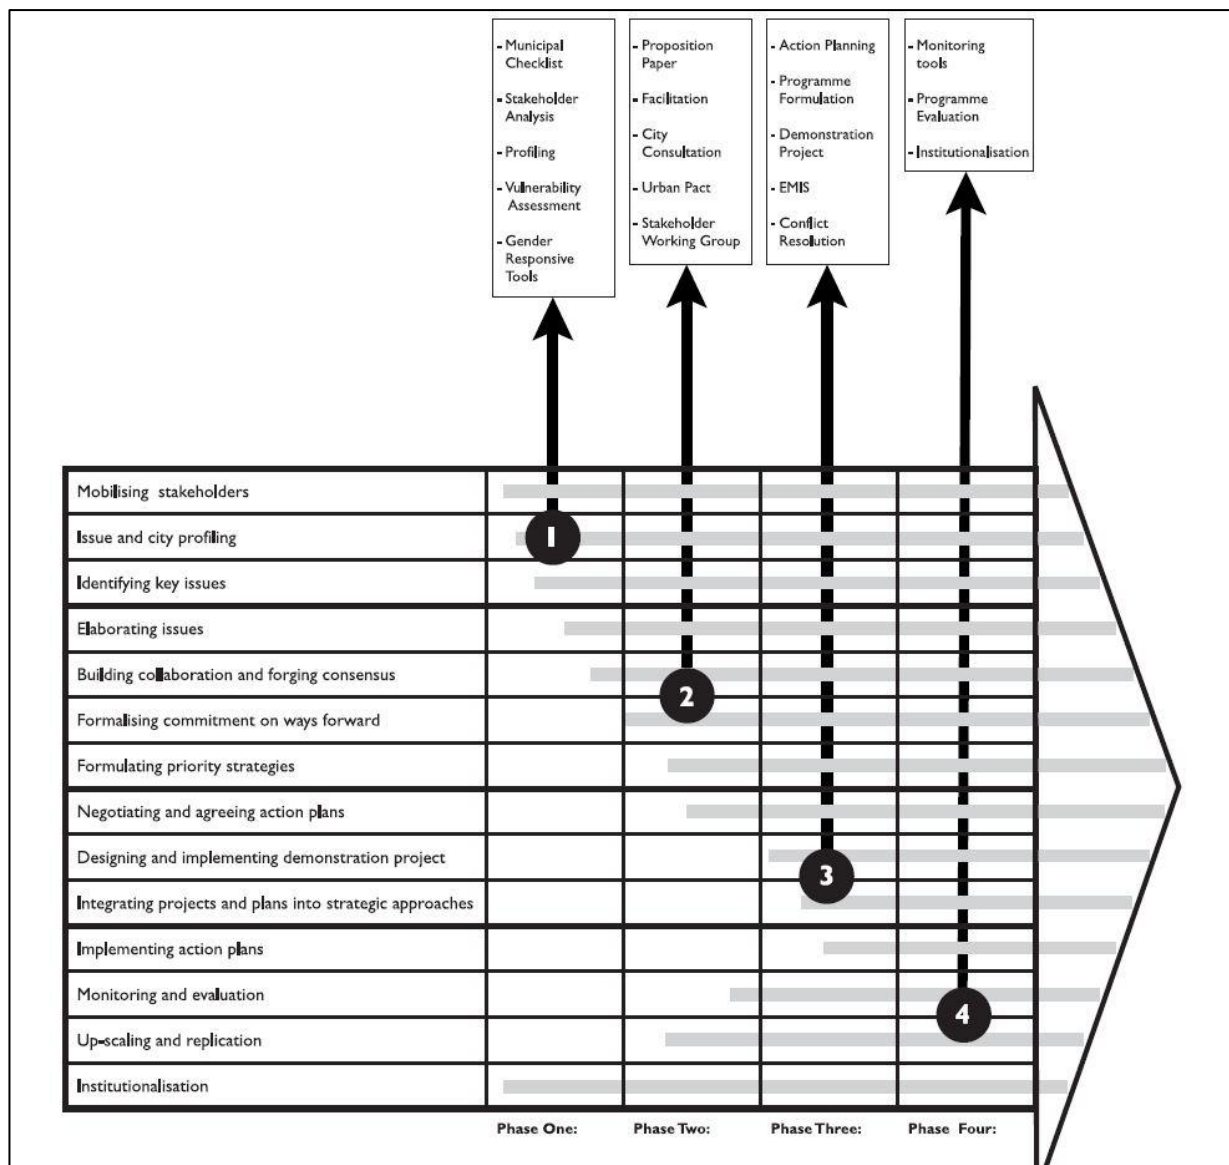 - Municipal
Checklist
- Stakeholder
Analysis
- Profiling
- Vulnerability
Assessment
- Gender
Responsive
Tools
- Proposition
Paper
- Facilitation
- City
Consultation
- Urban Pact
- Stakeholder
Working Group
- Action Planning
- Programme
Formulation
- Demonstration
Project
- EMIS
- Conflict
Resolution
- Monitoring
tools
- Programme
Evaluation
- Institutionalisation
Mobilising stakeholders
Issue and city profiling
1
Identifying key issues
Elaborating issues
Building collaboration and forging consensus
2
Formalising commitment on ways forward
Formulating priority strategies
Negotiating and agreeing action plans
Designing and implementing demonstration project
3
Integrating projects and plans into strategic approaches
Implementing action plans
Monitoring and evaluation
4
Up-scaling and replication
Institutionalisation
Phase One: Phase Two: Phase Three: Phase Four: